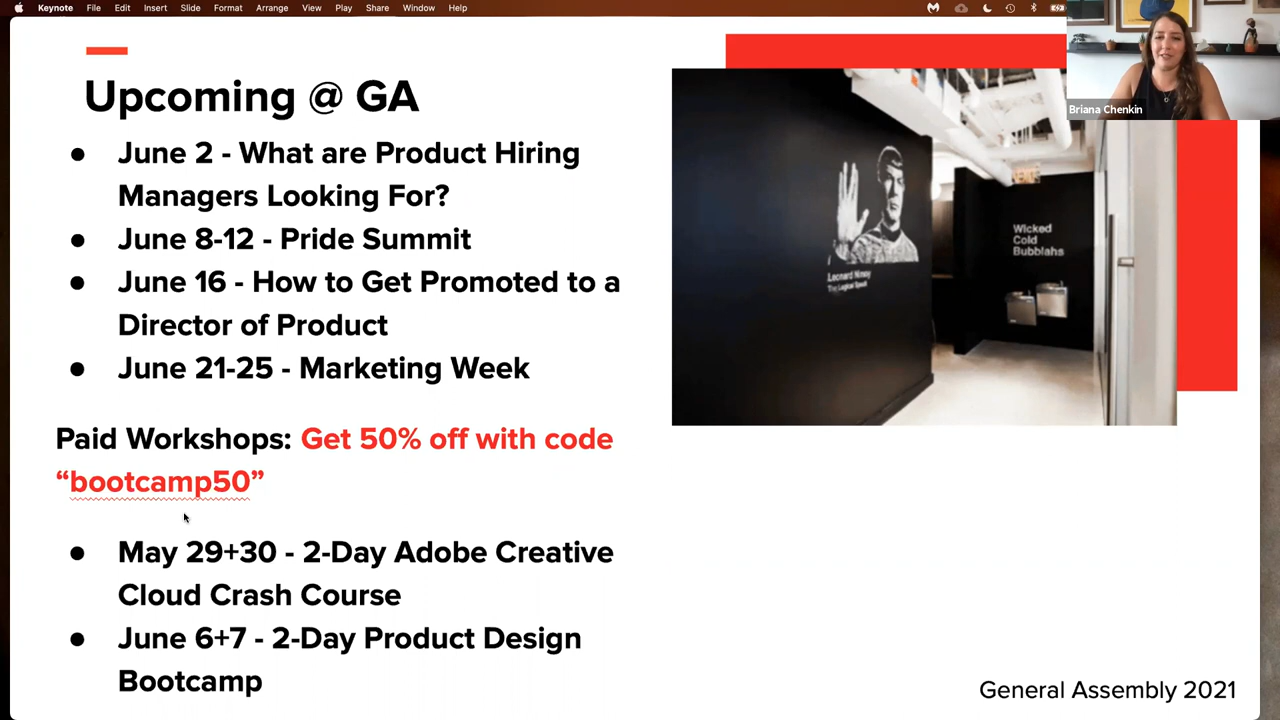 Keynote File Edit Insert Slide Format Arrange View Play Share Window Help
Briana Chenkin
Upcoming @ GA
● June 2 - What are Product Hiring
Managers Looking For?
● June 8-12 - Pride Summit
● June 16 - How to Get Promoted to a
Director of Product
● June 21-25 - Marketing Week
Leonard Nimoy
Wicked
Cold
Bubblahs
Paid Workshops: Get 50% off with code
“bootcamp50”
● May 29+30 - 2-Day Adobe Creative
Cloud Crash Course
● June 6+7 - 2-Day Product Design
Bootcamp
General Assembly 2021